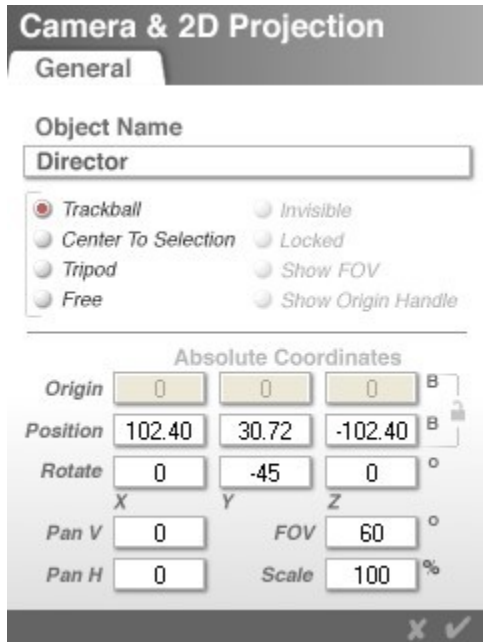 Camera & 2D Projection
General
Object Name
Director
Trackball Invisible
Center To Selection Locked
Tripod Show FOV
Free Show Origin Handle
Absolute Coordinates
Origin 0 0 0 B
Position 102.40 30.72 -102.40 B
Rotate 0 -45 0 °
X Y Z
Pan V 0 FOV 60 °
Pan H 0 Scale 100 %